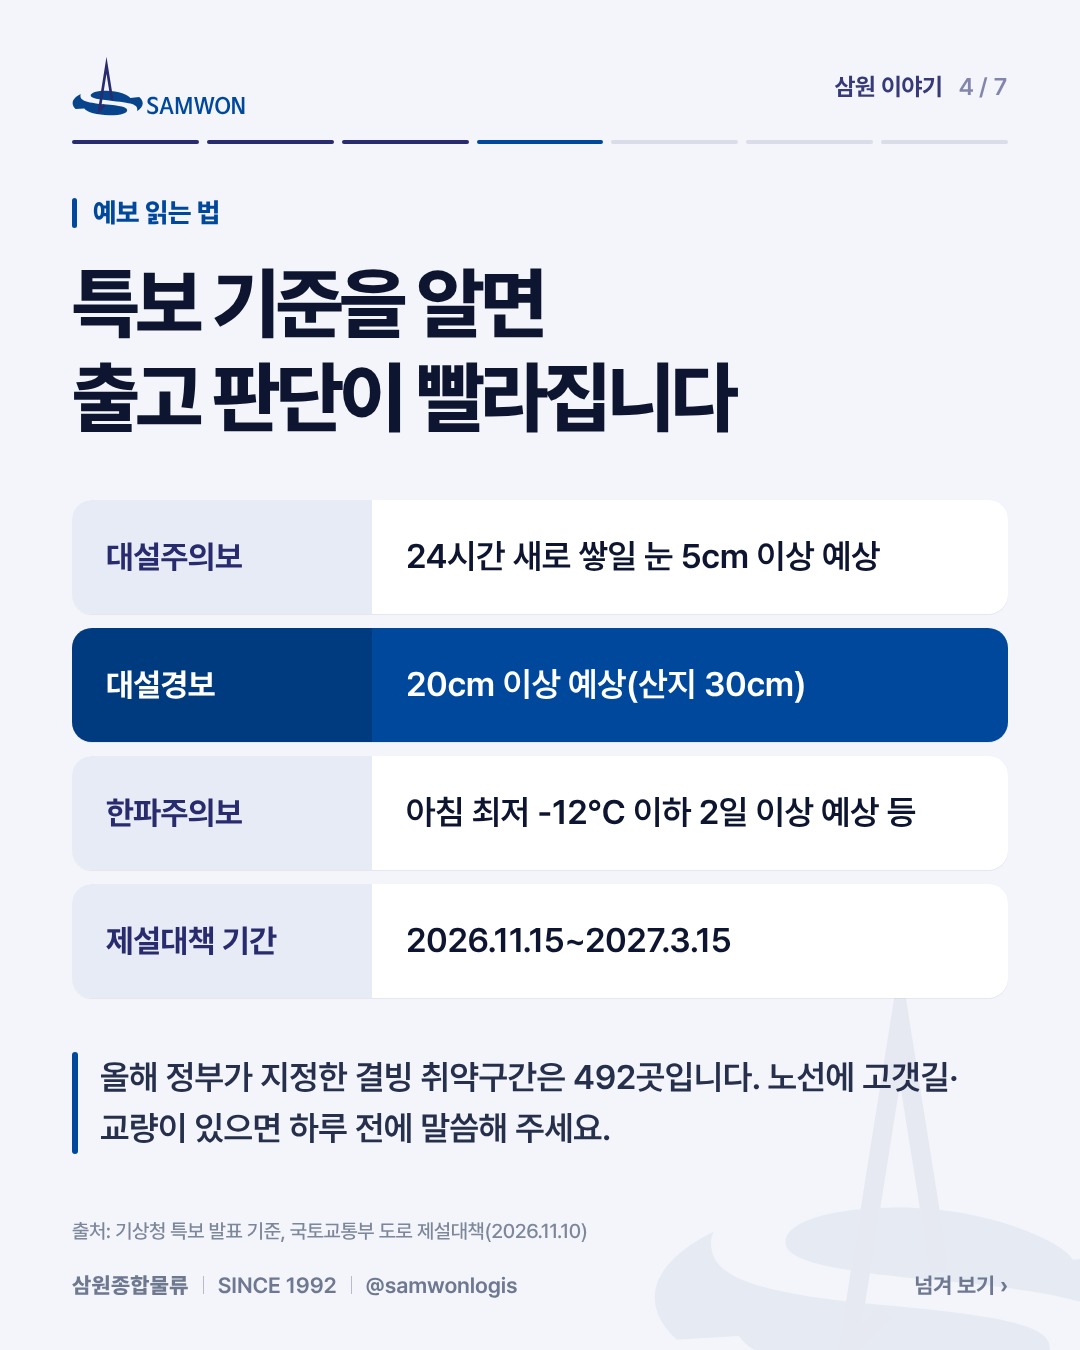 SAMWON
삼원 이야기 4 / 7
예보 읽는 법
특보 기준을 알면
출고 판단이 빨라집니다
대설주의보 24시간 새로 쌓일 눈 5cm 이상 예상
대설경보 20cm 이상 예상(산지 30cm)
한파주의보 아침 최저 -12°C 이하 2일 이상 예상 등
제설대책 기간 2026.11.15~2027.3.15
올해 정부가 지정한 결빙 취약구간은 492곳입니다. 노선에 고갯길·
교량이 있으면 하루 전에 말씀해 주세요.
출처: 기상청 특보 발표 기준, 국토교통부 도로 제설대책(2026.11.10)
삼원종합물류 | SINCE 1992 | @samwonlogis 넘겨 보기 ›